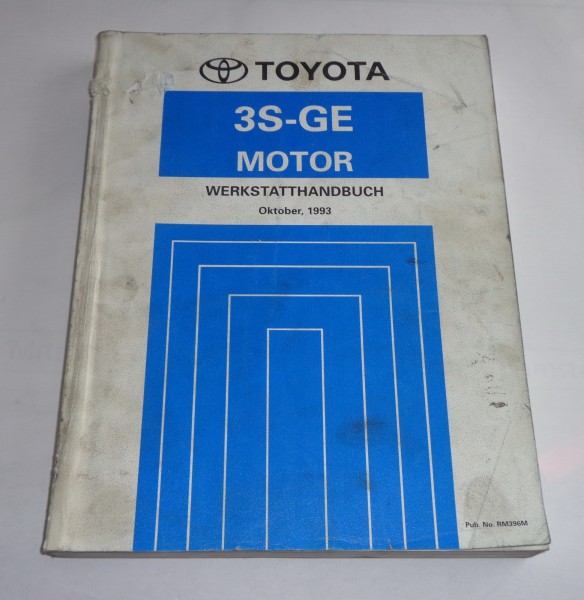 TOYOTA
3S-GE
MOTOR
WERKSTATTHANDBUCH
Oktober, 1993
Pub. No. RM396M